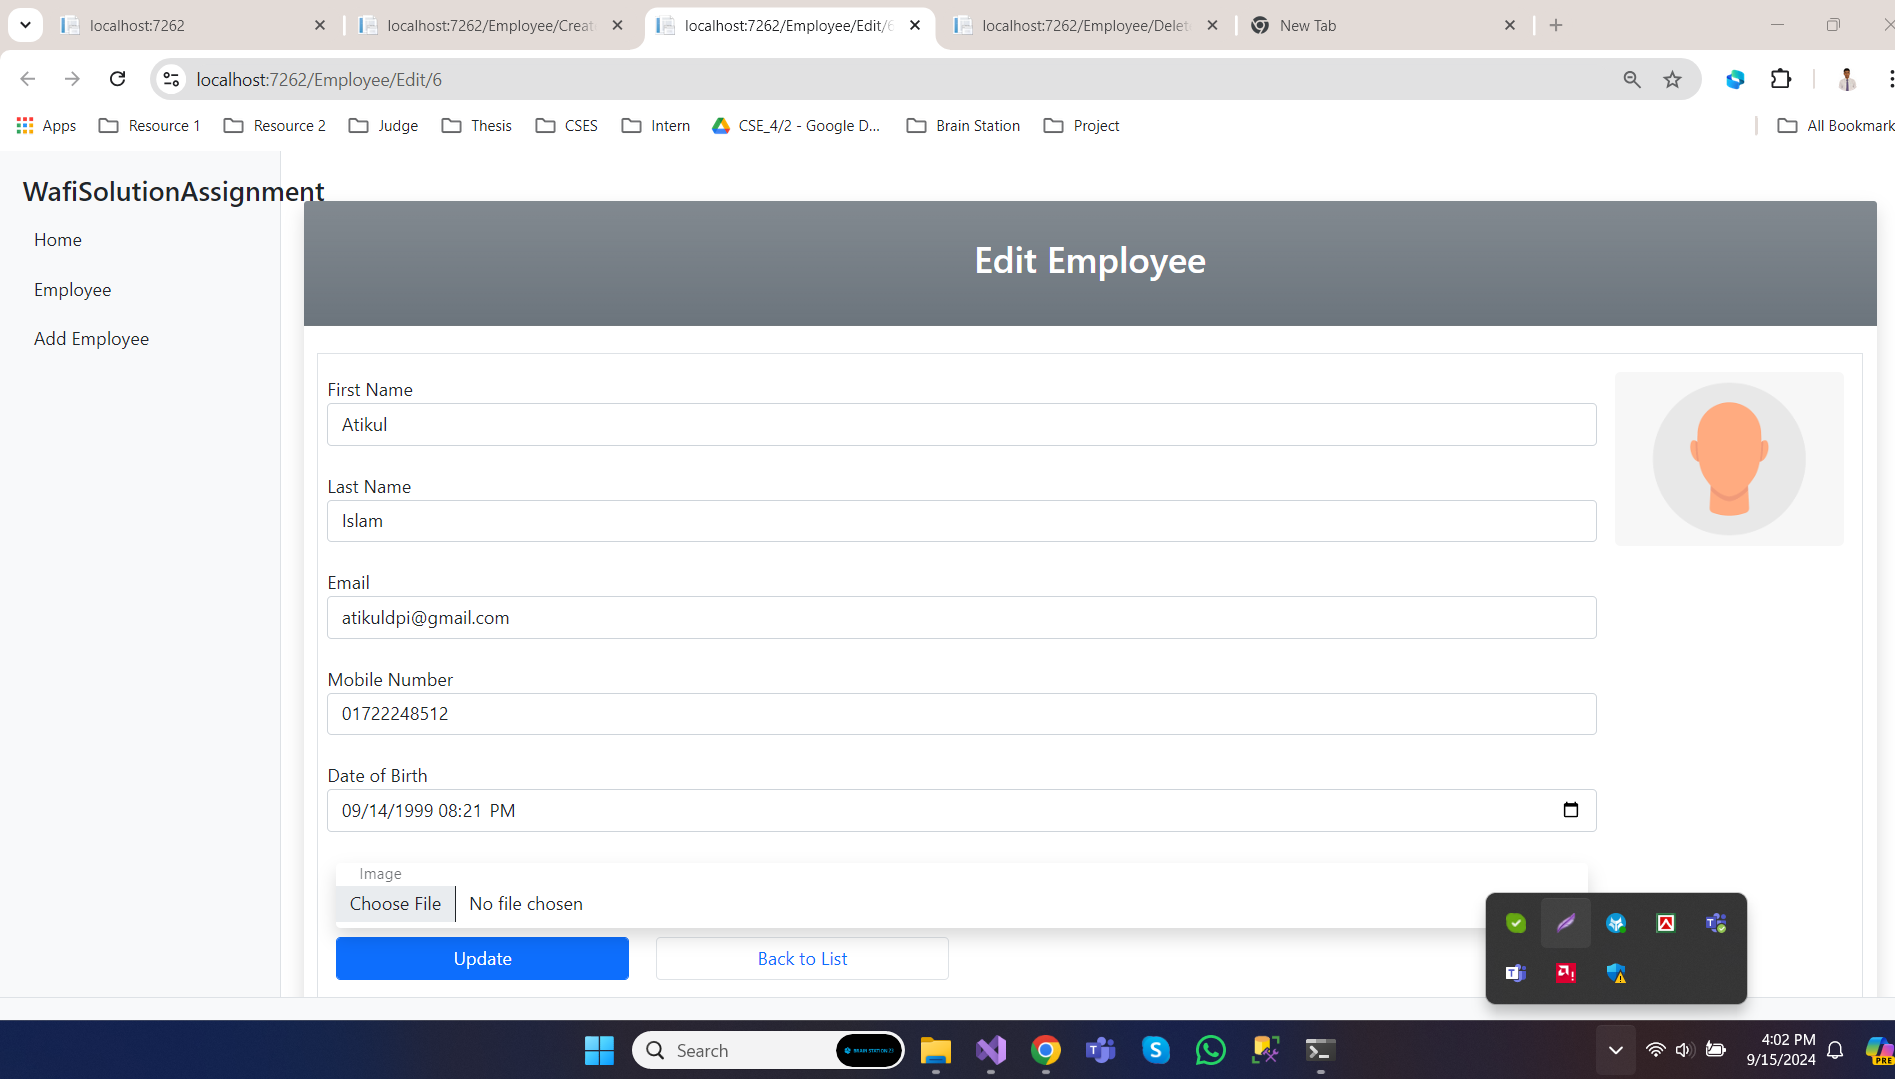 localhost:7262
localhost:7262/Employee/Creat
localhost:7262/Employee/Edit/6
localhost:7262/Employee/Delet
New Tab
localhost:7262/Employee/Edit/6
Apps
Resource 1
Resource 2
Judge
Thesis
CSES
Intern
CSE_4/2 - Google D...
Brain Station
Project
All Bookmark
WafiSolutionAssignment
Home
Employee
Add Employee
Edit Employee
First Name
Atikul
Last Name
Islam
Email
atikuldpi@gmail.com
Mobile Number
01722248512
Date of Birth
09/14/1999 08:21 PM
Image
Choose File No file chosen
Update
Back to List
Search
BRAIN STATION 23
4:02 PM
9/15/2024
PRE